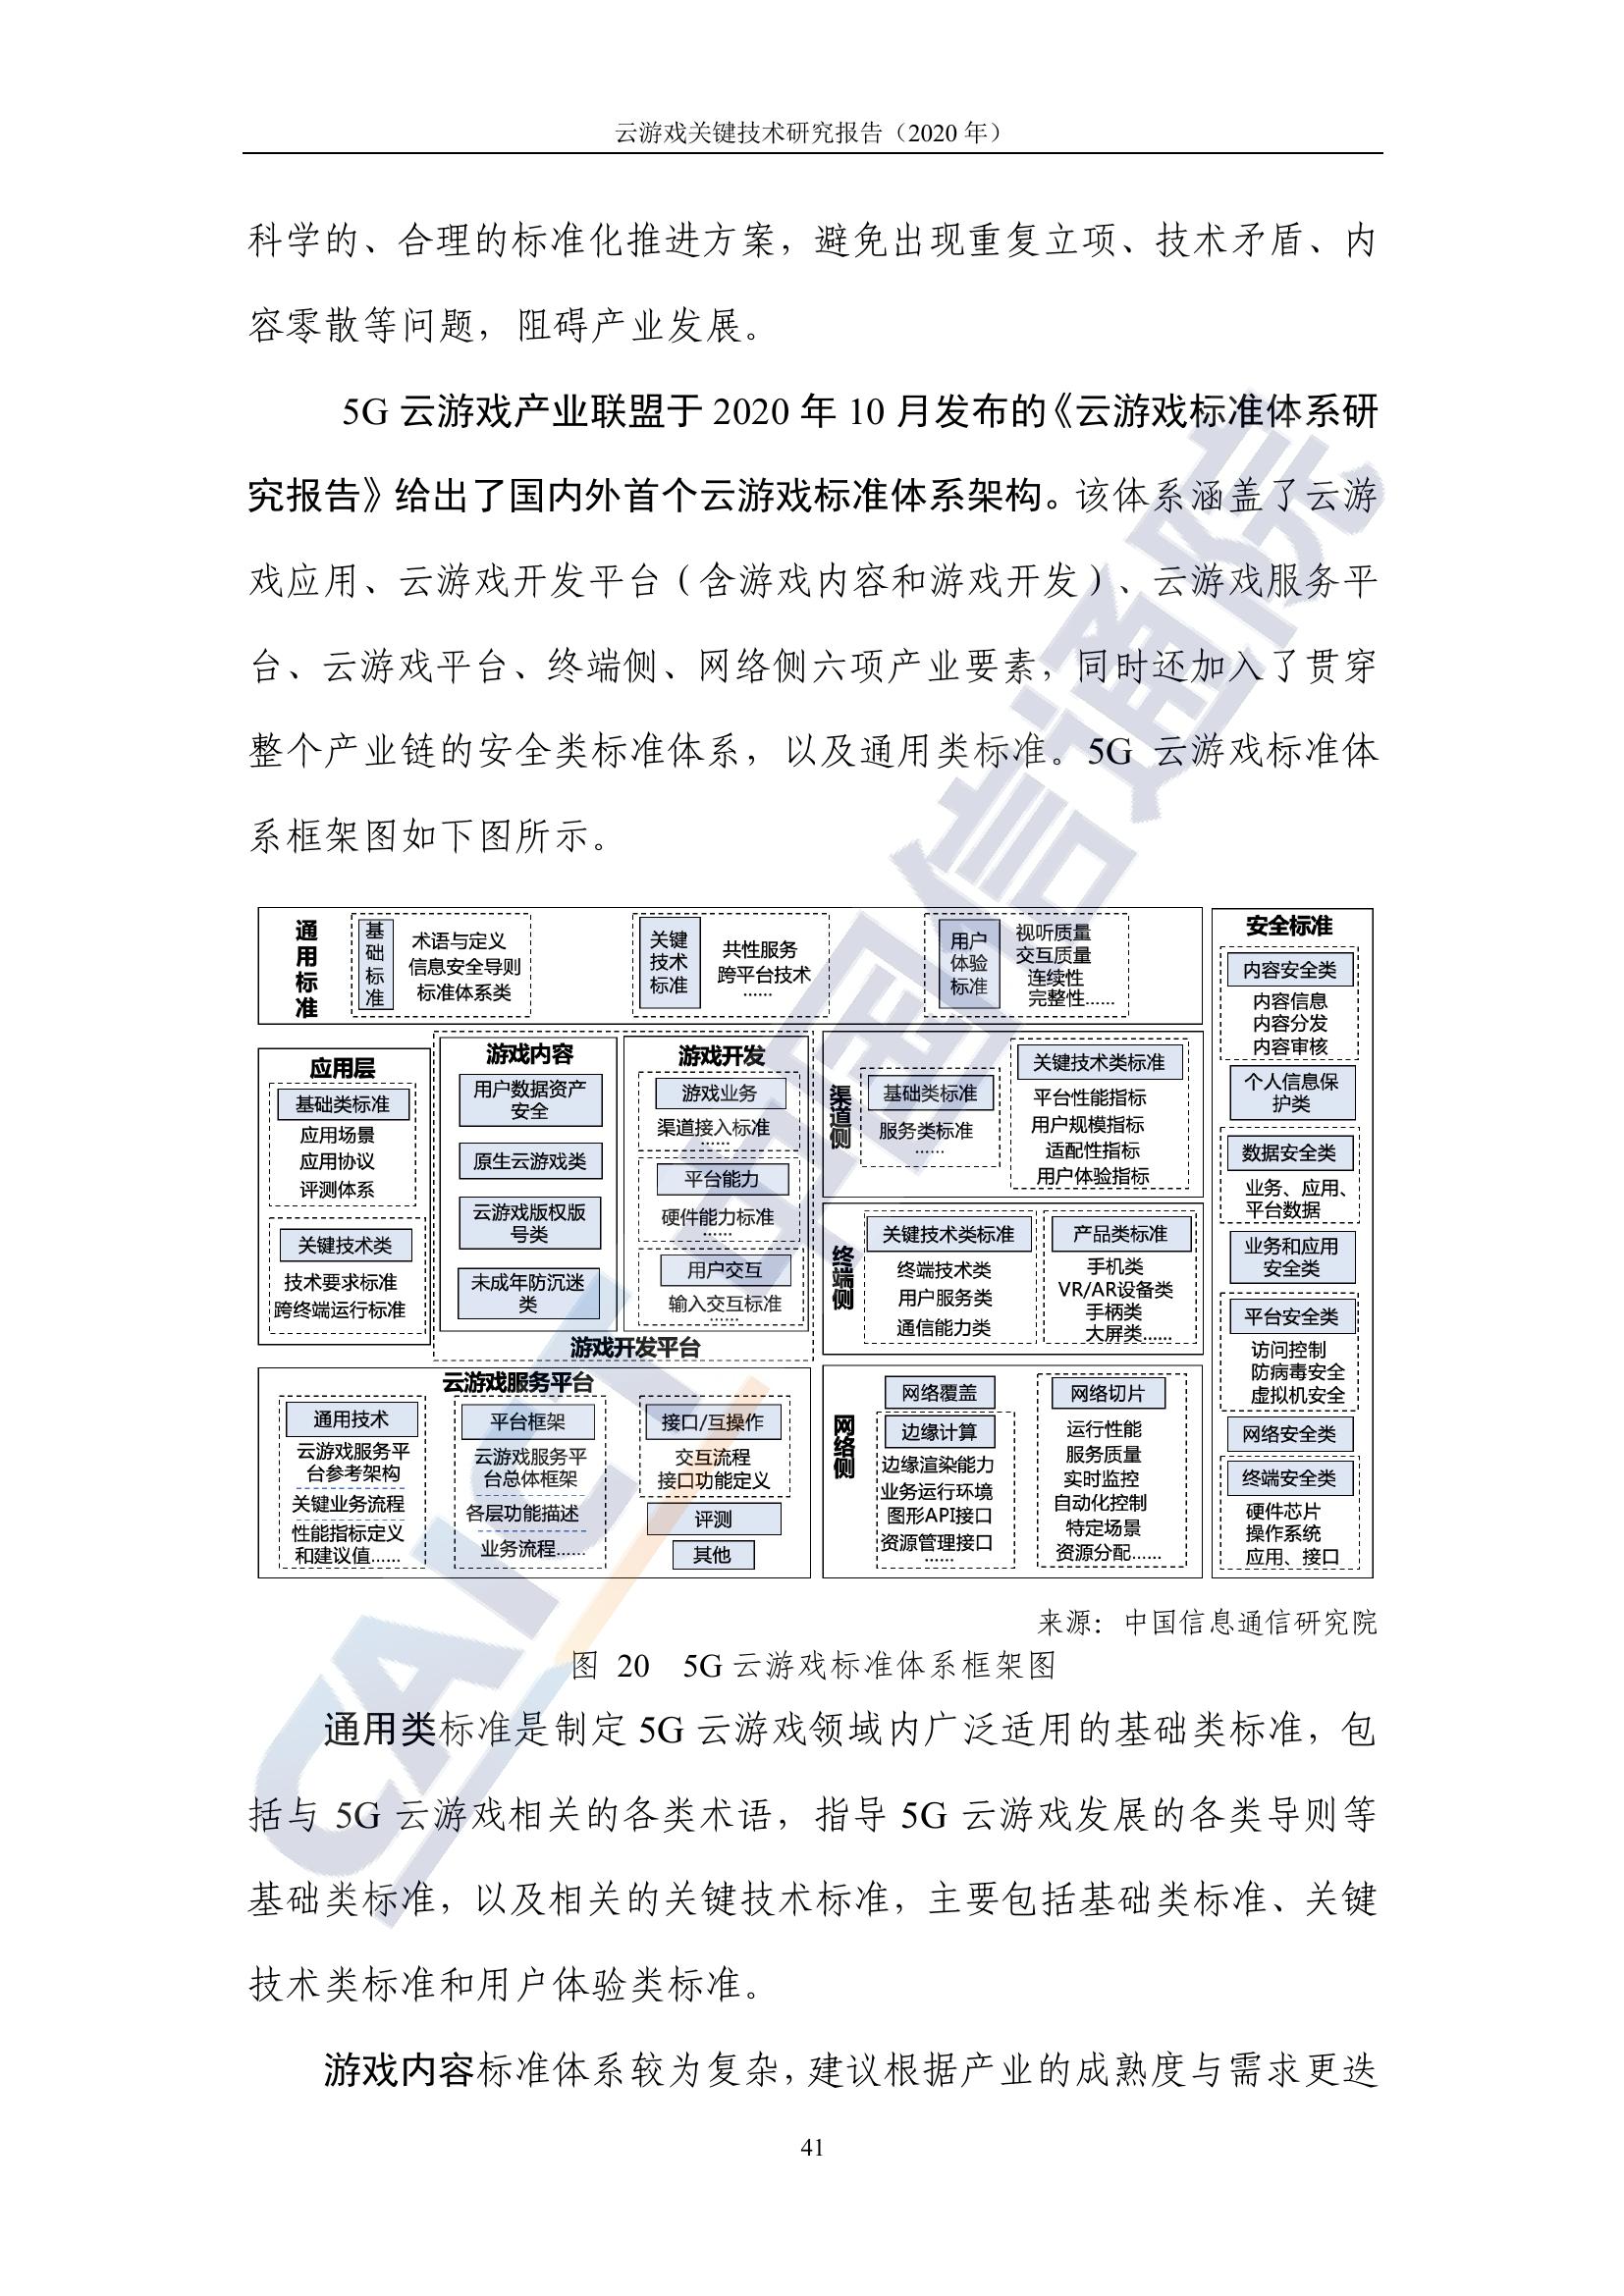 云游戏关键技术研究报告（2020 年）
科学的、合理的标准化推进方案，避免出现重复立项、技术矛盾、内
容零散等问题，阻碍产业发展。
5G 云游戏产业联盟于 2020 年 10 月发布的《云游戏标准体系研
究报告》给出了国内外首个云游戏标准体系架构。该体系涵盖了云游
戏应用、云游戏开发平台（含游戏内容和游戏开发）、云游戏服务平
台、云游戏平台、终端侧、网络侧六项产业要素，同时还加入了贯穿
整个产业链的安全类标准体系，以及通用类标准。5G 云游戏标准体
系框架图如下图所示。
通用标准
基础标准
术语与定义
信息安全导则
标准体系类
关键
技术
标准
共性服务
跨平台技术
……
用户
体验
标准
视听质量
交互质量
连续性
完整性……
应用层
基础类标准
应用场景
应用协议
评测体系
关键技术类
技术要求标准
跨终端运行标准
游戏内容
用户数据资产
安全
原生云游戏类
云游戏版权版
号类
未成年防沉迷
类
游戏开发
游戏业务
渠道接入标准
……
平台能力
硬件能力标准
……
用户交互
输入交互标准
……
游戏开发平台
渠道侧
基础类标准
服务类标准
……
关键技术类标准
平台性能指标
用户规模指标
适配性指标
用户体验指标
终端侧
关键技术类标准
终端技术类
用户服务类
通信能力类
产品类标准
手机类
VR/AR设备类
手柄类
大屏类……
云游戏服务平台
通用技术
云游戏服务平
台参考架构
关键业务流程
性能指标定义
和建议值……
平台框架
云游戏服务平
台总体框架
各层功能描述
业务流程……
接口/互操作
交互流程
接口功能定义
评测
其他
网络侧
网络覆盖
边缘计算
边缘渲染能力
业务运行环境
图形API接口
资源管理接口
……
网络切片
运行性能
服务质量
实时监控
自动化控制
特定场景
资源分配……
安全标准
内容安全类
内容信息
内容分发
内容审核
个人信息保
护类
数据安全类
业务、应用、
平台数据
业务和应用
安全类
平台安全类
访问控制
防病毒安全
虚拟机安全
网络安全类
终端安全类
硬件芯片
操作系统
应用、接口
来源：中国信息通信研究院
图 20 5G 云游戏标准体系框架图
通用类标准是制定 5G 云游戏领域内广泛适用的基础类标准，包
括与 5G 云游戏相关的各类术语，指导 5G 云游戏发展的各类导则等
基础类标准，以及相关的关键技术标准，主要包括基础类标准、关键
技术类标准和用户体验类标准。
游戏内容标准体系较为复杂，建议根据产业的成熟度与需求更迭
41
CAICT 中国信通院